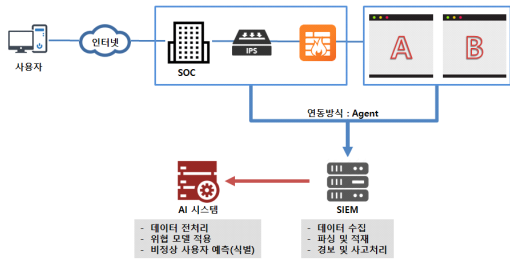 인터넷
사용자
SOC
IPS
A
B
연동방식 : Agent
AI 시스템
- 데이터 전처리
- 위협 모델 적용
- 비정상 사용자 예측(식별)
SIEM
- 데이터 수집
- 파싱 및 적재
- 경보 및 사고처리